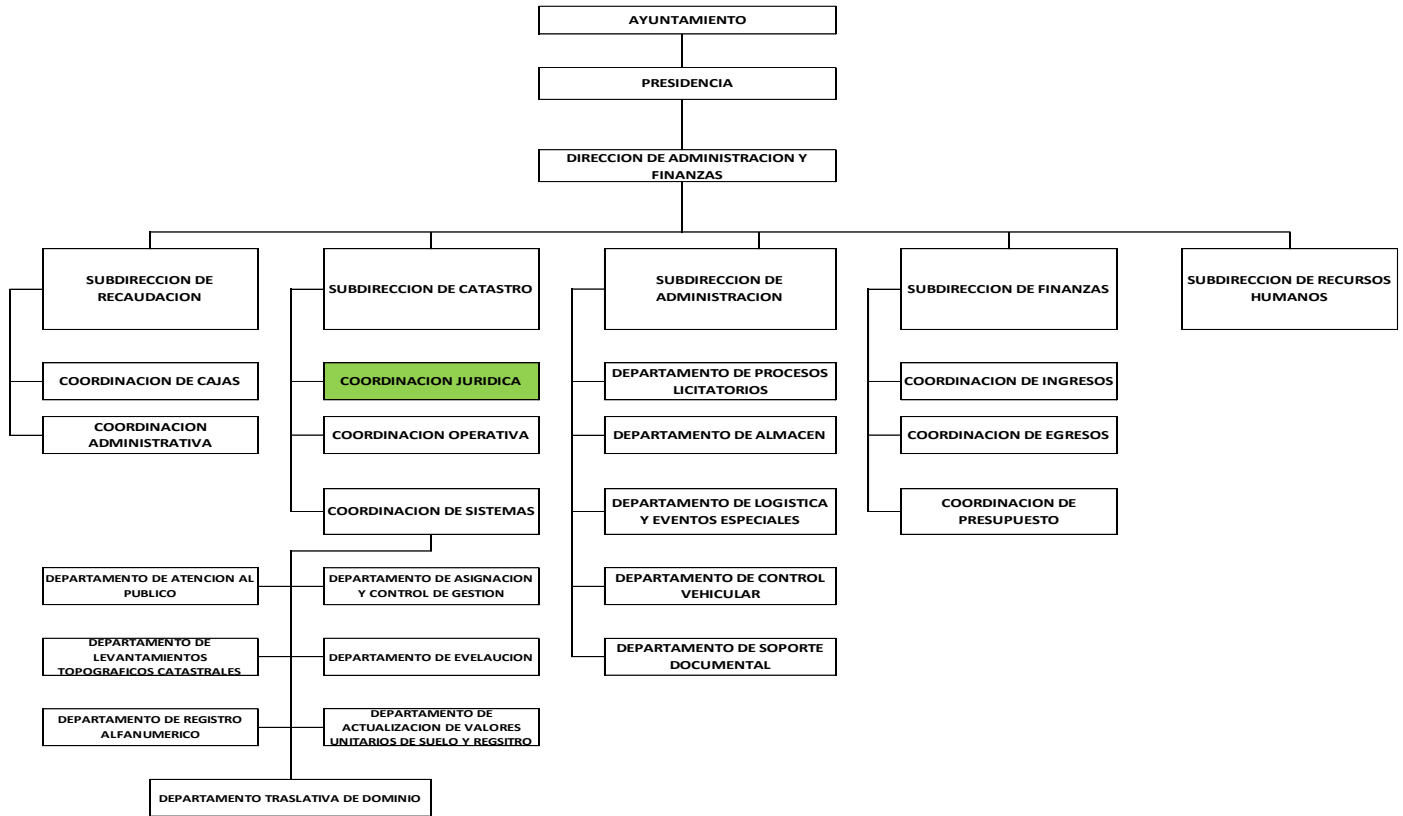 AYUNTAMIENTO
PRESIDENCIA
DIRECCION DE ADMINISTRACION Y
FINANZAS
SUBDIRECCION DE
RECAUDACION
SUBDIRECCION DE CATASTRO
SUBDIRECCION DE
ADMINISTRACION
SUBDIRECCION DE FINANZAS
SUBDIRECCION DE RECURSOS
HUMANOS
COORDINACION DE CAJAS
COORDINACION JURIDICA
DEPARTAMENTO DE PROCESOS
LICITATORIOS
COORDINACION DE INGRESOS
COORDINACION
ADMINISTRATIVA
COORDINACION OPERATIVA
DEPARTAMENTO DE ALMACEN
COORDINACION DE EGRESOS
COORDINACION DE SISTEMAS
DEPARTAMENTO DE LOGISTICA
Y EVENTOS ESPECIALES
COORDINACION DE
PRESUPUESTO
DEPARTAMENTO DE ATENCION AL
PUBLICO
DEPARTAMENTO DE ASIGNACION
Y CONTROL DE GESTION
DEPARTAMENTO DE CONTROL
VEHICULAR
DEPARTAMENTO DE
LEVANTAMIENTOS
TOPOGRAFICOS CATASTRALES
DEPARTAMENTO DE EVELAUCION
DEPARTAMENTO DE SOPORTE
DOCUMENTAL
DEPARTAMENTO DE REGISTRO
ALFANUMERICO
DEPARTAMENTO DE
ACTUALIZACION DE VALORES
UNITARIOS DE SUELO Y REGSITRO
DEPARTAMENTO TRASLATIVA DE DOMINIO